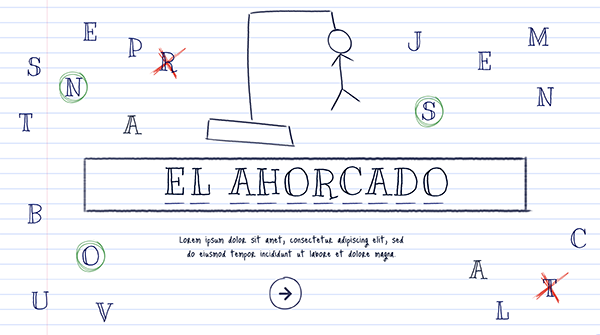 E
P
R
J
E
M
S
N
S
N
T
A
EL AHORCADO
Lorem ipsum dolor sit amet, consectetur adipiscing elit, sed
do eiusmod tempor incididunt ut labore et dolore magna.
B
O
C
A
T
U
V
L